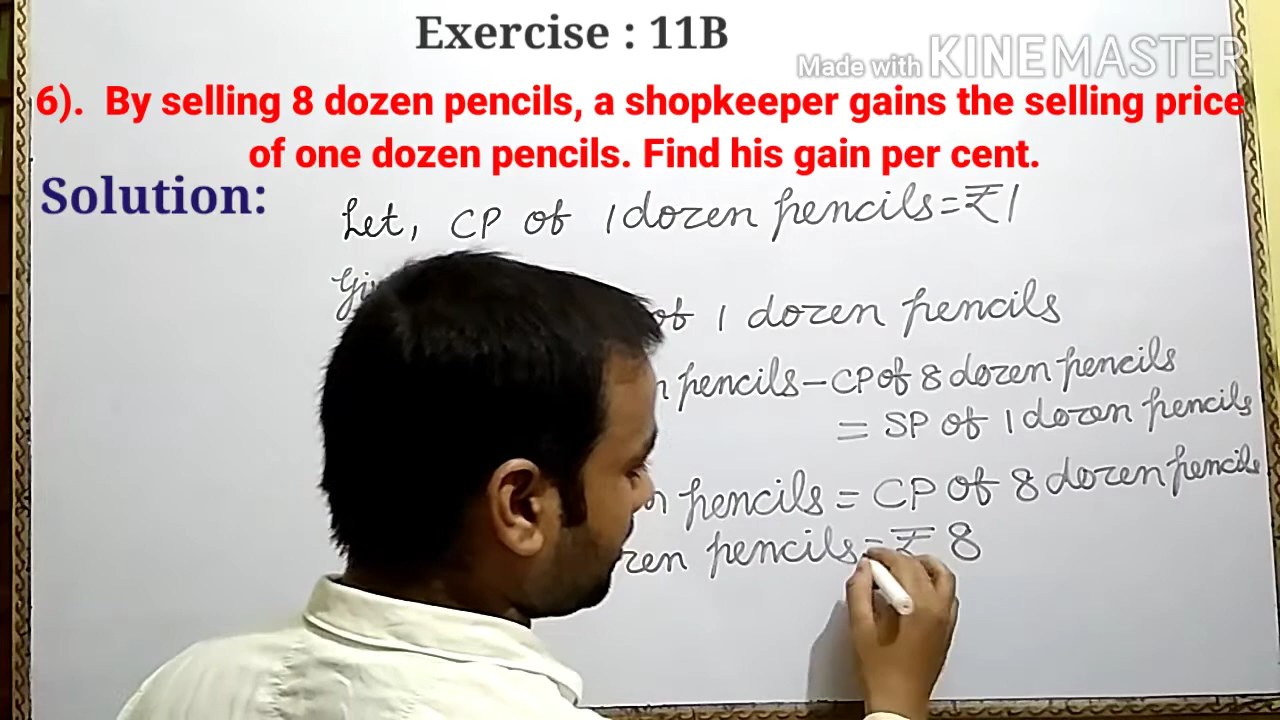 Exercise : 11B
Made with KINEMASTER
6). By selling 8 dozen pencils, a shopkeeper gains the selling price
of one dozen pencils. Find his gain per cent.
Solution:
Let, CP of 1 dozen pencils = ₹1
of 1 dozen pencils
pencils - CP of 8 dozen pencils
= SP of 1 dozen pencils
pencils = CP of 8 dozen pencils
pencils = ₹ 8